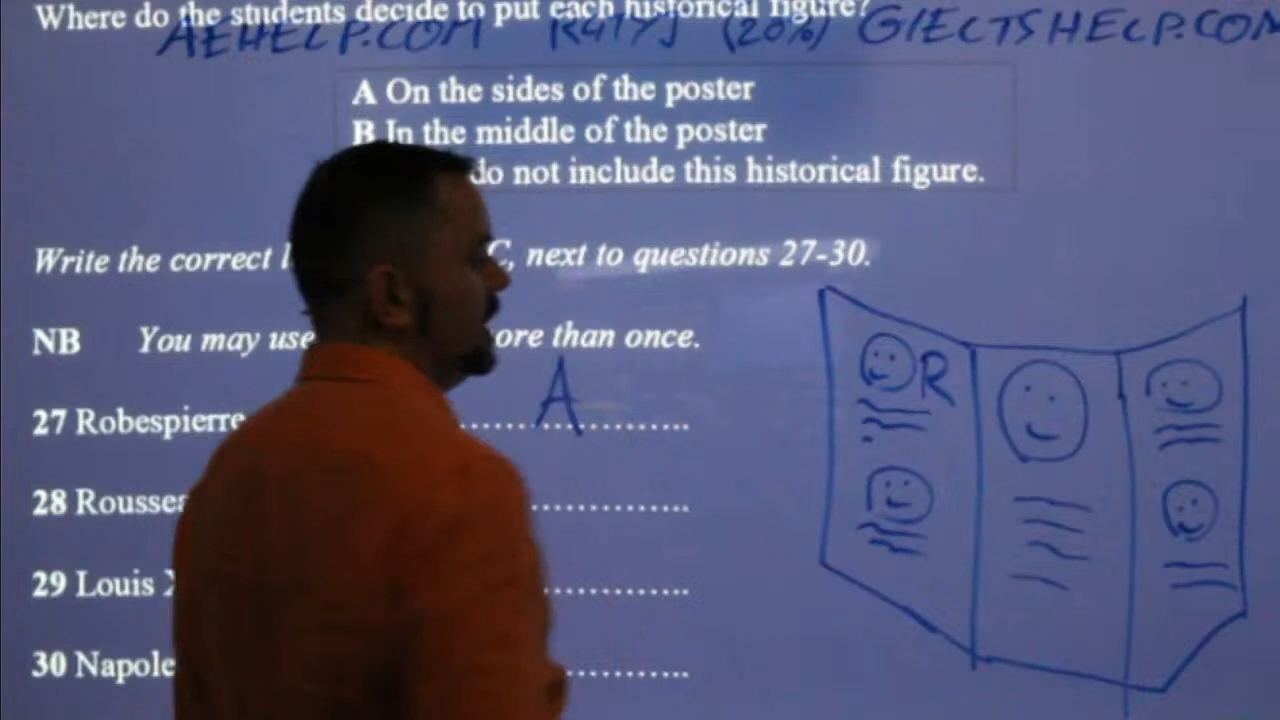 Where do the students decide to put each historical figure?
AEHELP.COM R4IYJ (20%) GIELTSHELP.COM
A On the sides of the poster
B In the middle of the poster
do not include this historical figure.
Write the correct C, next to questions 27-30.
NB You may use ore than once.
27 Robespierre .................... A
28 Roussea ....................
29 Louis ....................
30 Napole ....................
R